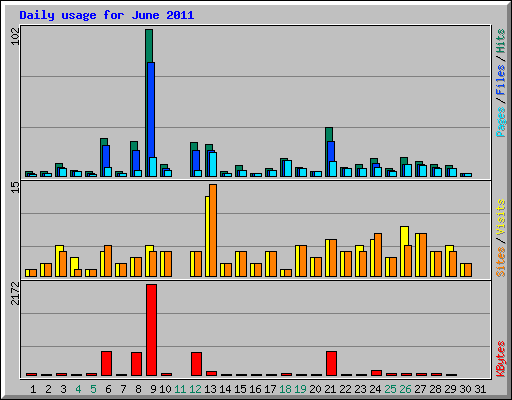 Daily usage for June 2011
102
15
2172
Pages / Files / Hits
Sites / Visits
KBytes
1 2 3 4 5 6 7 8 9 10 11 12 13 14 15 16 17 18 19 20 21 22 23 24 25 26 27 28 29 30 31